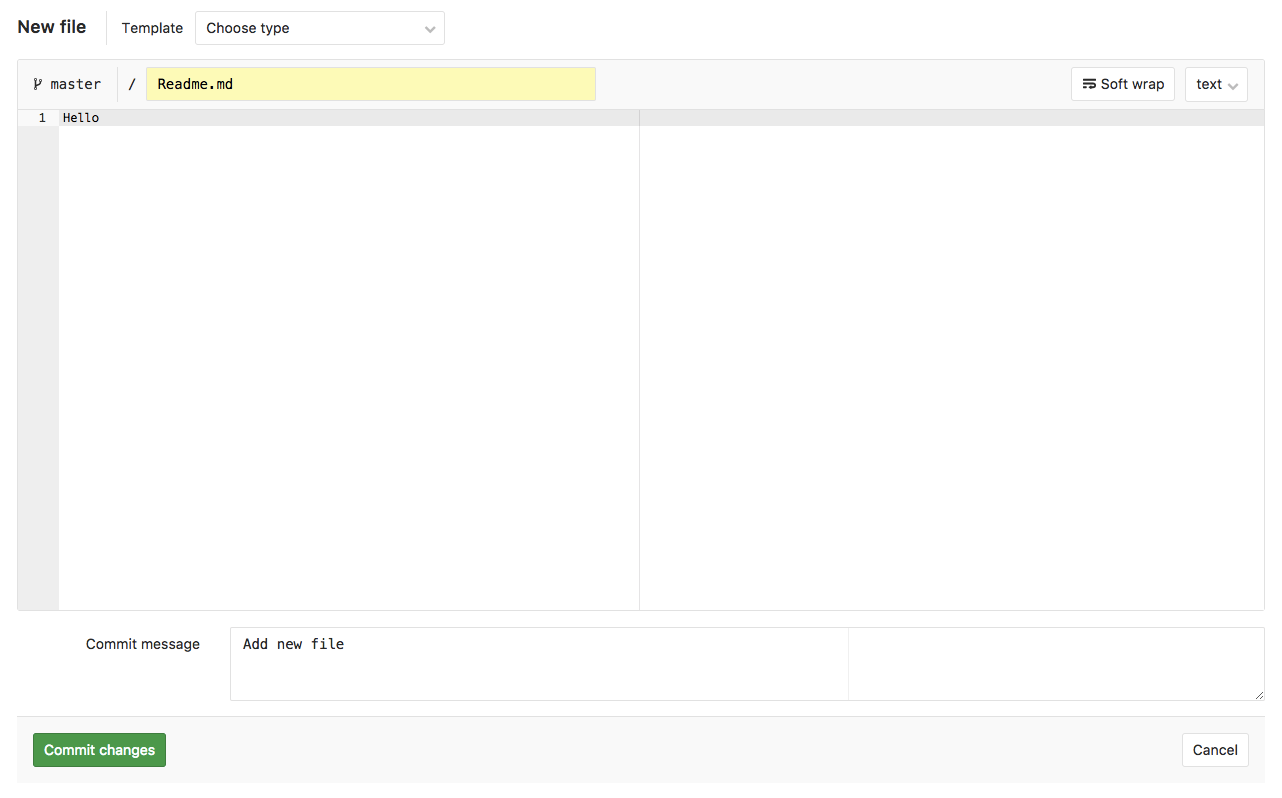 New file Template Choose type
master / Readme.md Soft wrap text
1 Hello
Commit message Add new file
Commit changes Cancel